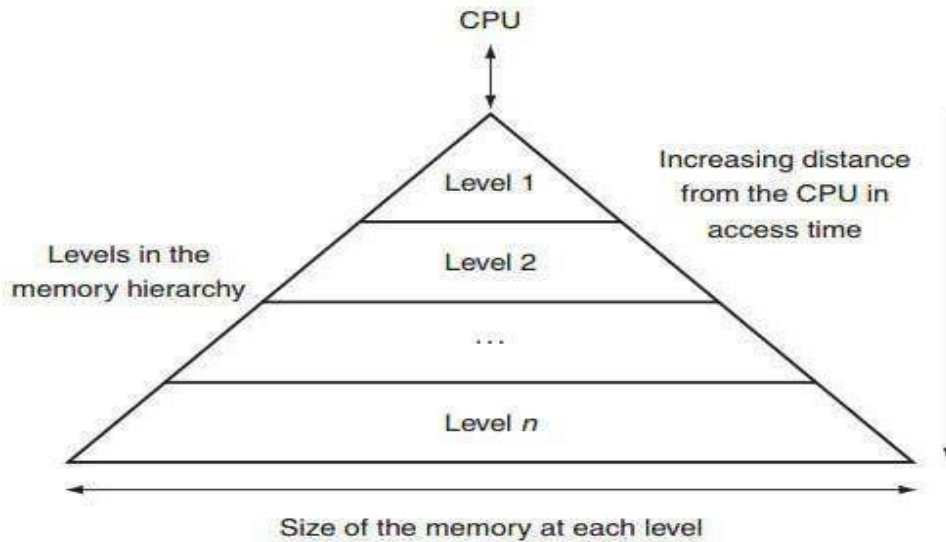 CPU
Level 1
Increasing distance
from the CPU in
access time
Levels in the
memory hierarchy
Level 2
...
Level n
Size of the memory at each level